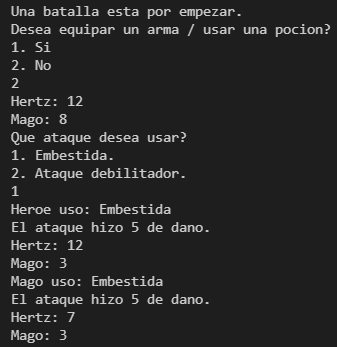 Una batalla esta por empezar.
Desea equipar un arma / usar una pocion?
1. Si
2. No
2
Hertz: 12
Mago: 8
Que ataque desea usar?
1. Embestida.
2. Ataque debilitador.
1
Heroe uso: Embestida
El ataque hizo 5 de dano.
Hertz: 12
Mago: 3
Mago uso: Embestida
El ataque hizo 5 de dano.
Hertz: 7
Mago: 3